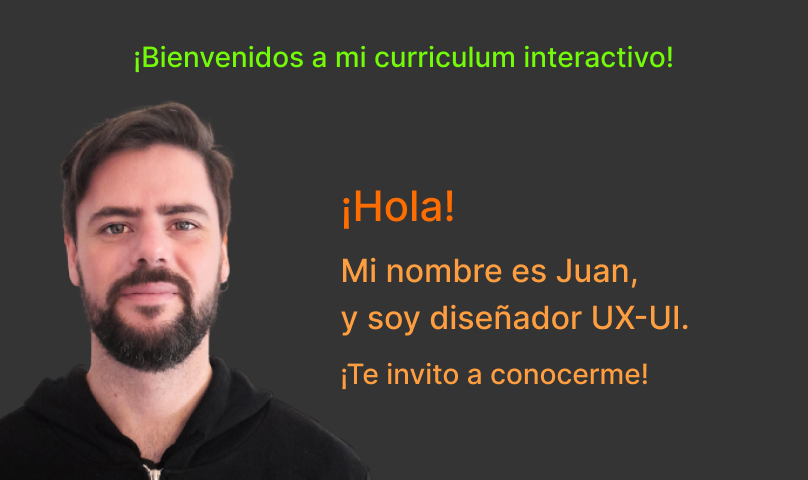 ¡Bienvenidos a mi curriculum interactivo!
¡Hola!
Mi nombre es Juan,
y soy diseñador UX-UI.
¡Te invito a conocerme!